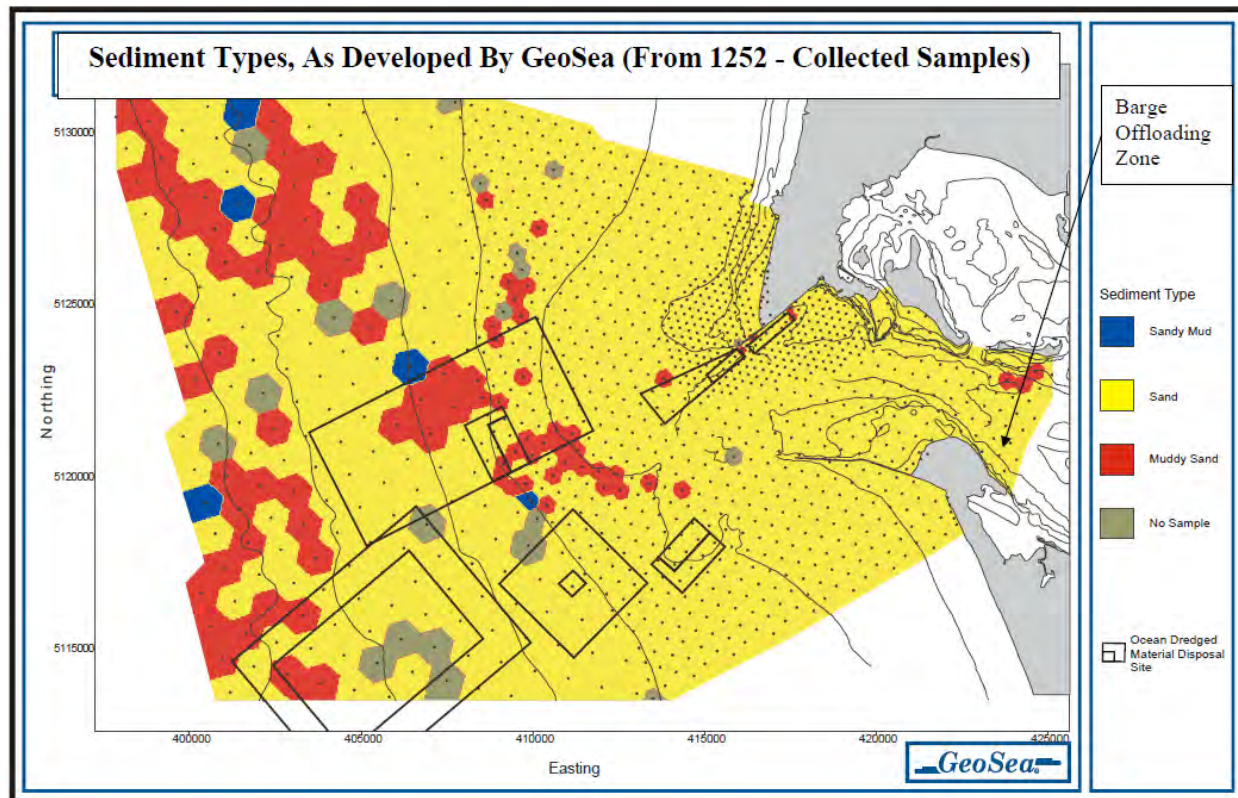 Sediment Types, As Developed By GeoSea (From 1252 - Collected Samples)
Barge
Offloading
Zone
5130000
5125000
5120000
5115000
Northing
400000
405000
410000
415000
420000
425000
Easting
GeoSea
Sediment Type
Sandy Mud
Sand
Muddy Sand
No Sample
Ocean Dredged
Material Disposal
Site